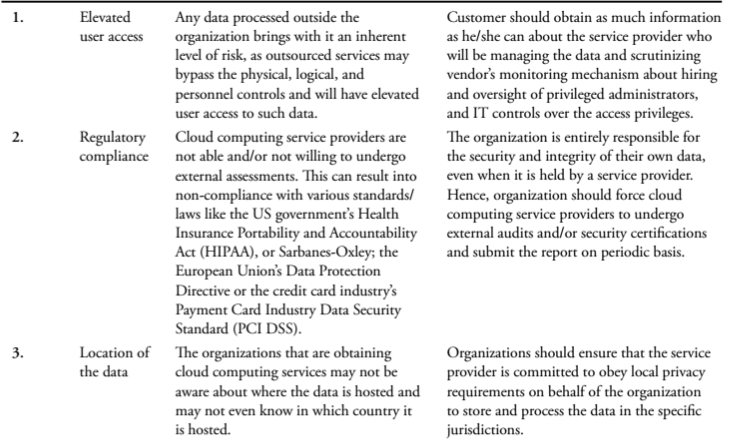 1. Elevated user access
Any data processed outside the
organization brings with it an inherent
level of risk, as outsourced services may
bypass the physical, logical, and
personnel controls and will have elevated
user access to such data.
Customer should obtain as much information
as he/she can about the service provider who
will be managing the data and scrutinizing
vendor's monitoring mechanism about hiring
and oversight of privileged administrators,
and IT controls over the access privileges.
2. Regulatory compliance
Cloud computing service providers are
not able and/or not willing to undergo
external assessments. This can result into
non-compliance with various standards/
laws like the US government's Health
Insurance Portability and Accountability
Act (HIPAA), or Sarbanes-Oxley; the
European Union's Data Protection
Directive or the credit card industry's
Payment Card Industry Data Security
Standard (PCI DSS).
The organization is entirely responsible for
the security and integrity of their own data,
even when it is held by a service provider.
Hence, organization should force cloud
computing service providers to undergo
external audits and/or security certifications
and submit the report on periodic basis.
3. Location of the data
The organizations that are obtaining
cloud computing services may not be
aware about where the data is hosted and
may not even know in which country it
is hosted.
Organizations should ensure that the service
provider is committed to obey local privacy
requirements on behalf of the organization
to store and process the data in the specific
jurisdictions.